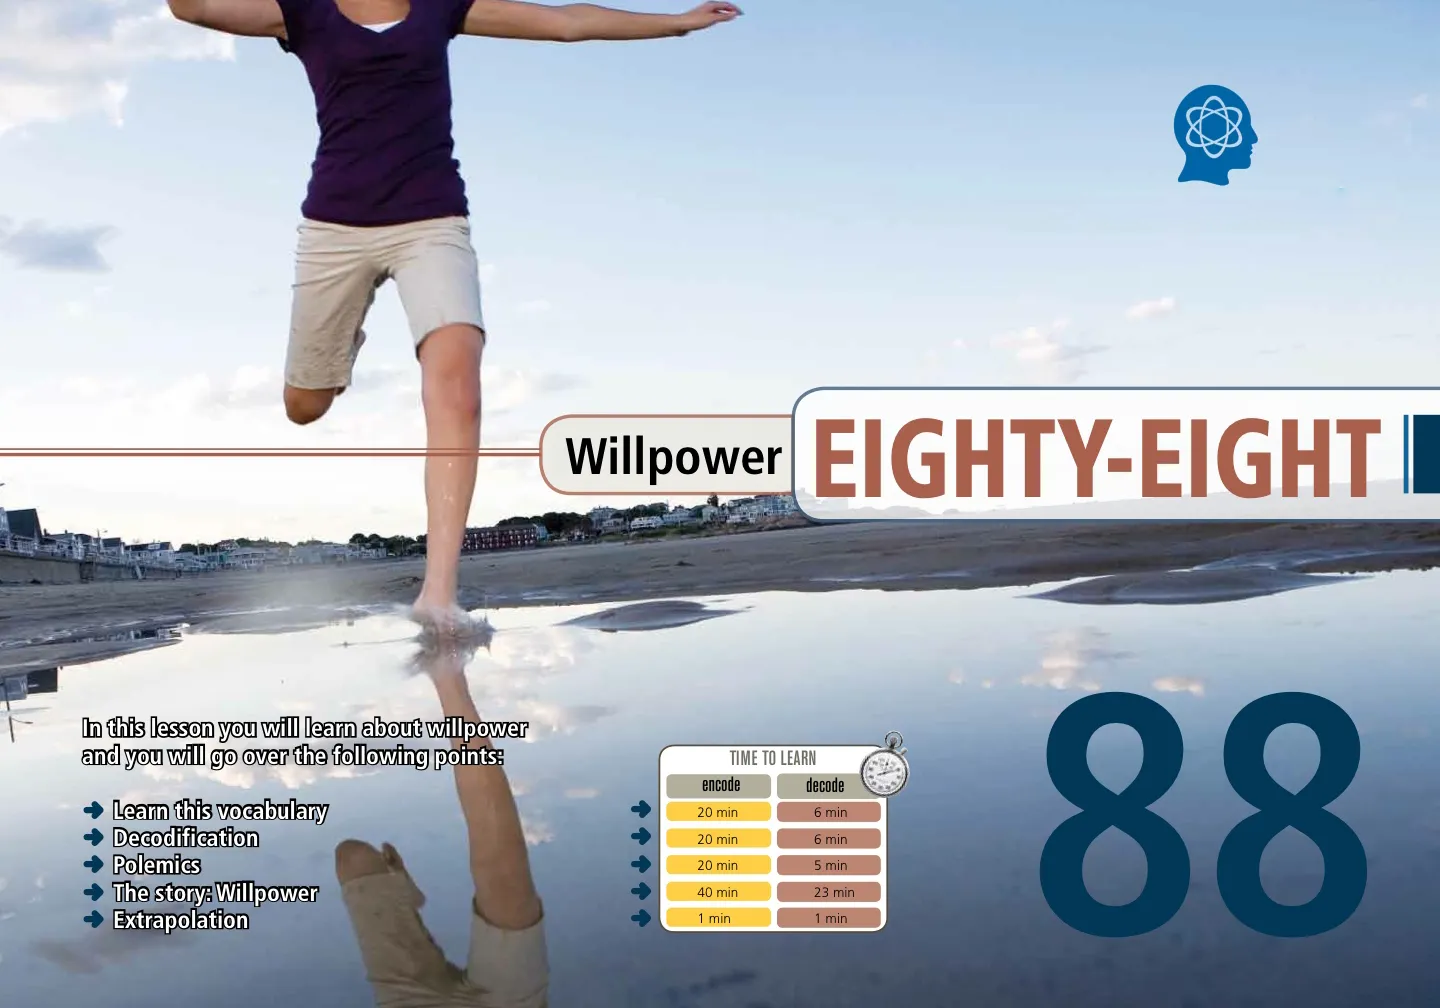 Willpower
EIGHTY-EIGHT
In this lesson you will learn about willpower
and you will go over the following points:
Learn this vocabulary
Decodification
Polemics
The story: Willpower
Extrapolation
TIME TO LEARN
encode decode
20 min 6 min
20 min 6 min
20 min 5 min
40 min 23 min
1 min 1 min
88